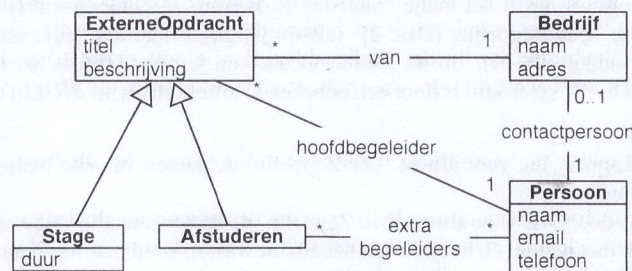 ExterneOpdracht
titel
beschrijving
*
*
van
1
Bedrijf
naam
adres
0..1
contactpersoon
1
hoofdbegeleider
1
Persoon
naam
email
telefoon
Stage
duur
Afstuderen
*
extra
begeleiders
*